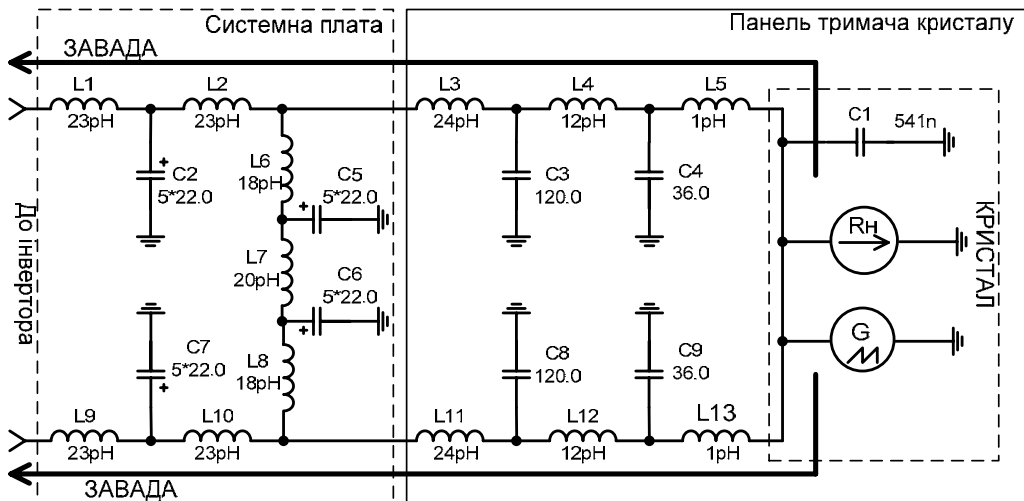 Системна плата
Панель тримача кристалу
ЗАВАДА
L1
23pH
L2
23pH
L3
24pH
L4
12pH
L5
1pH
C1
541n
L6
18pH
C2
5*22.0
C5
5*22.0
C3
120.0
C4
36.0
Rн
КРИСТАЛ
До інвертора
L7
20pH
C6
5*22.0
G
C7
5*22.0
L8
18pH
C8
120.0
C9
36.0
L9
23pH
L10
23pH
L11
24pH
L12
12pH
L13
1pH
ЗАВАДА